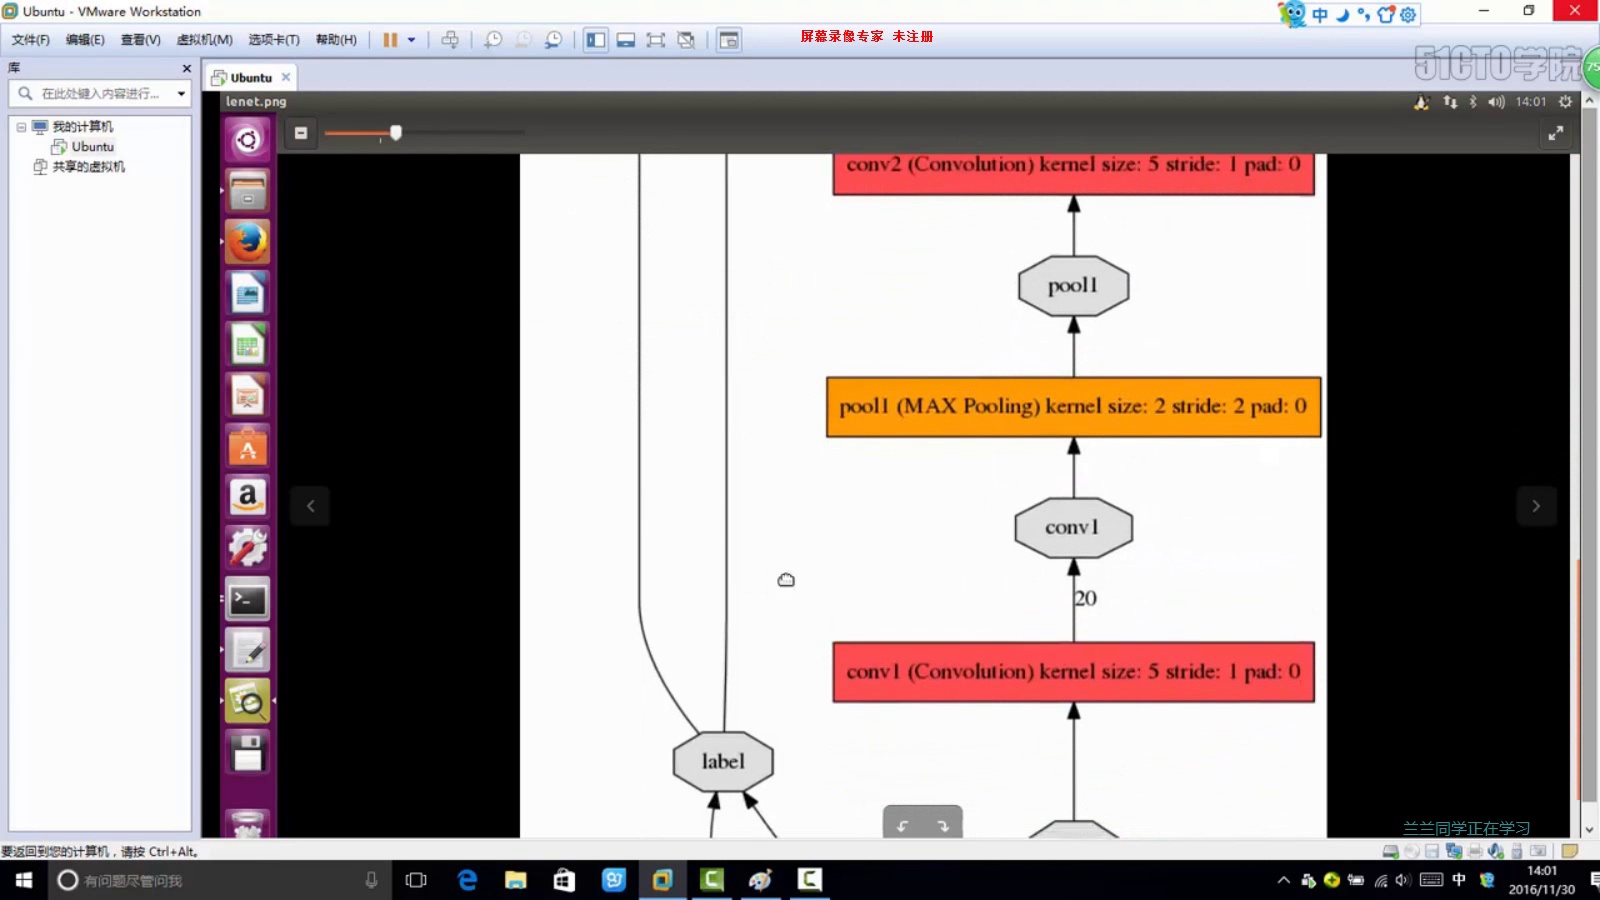 Ubuntu - VMware Workstation
中
文件(F) 编辑(E) 查看(V) 虚拟机(M) 选项卡(T) 帮助(H)
屏幕录像专家 未注册
51CTO学院
75
库
Ubuntu
在此处键入内容进行...
我的计算机
Ubuntu
共享的虚拟机
lenet.png
14:01
conv2 (Convolution) kernel size: 5 stride: 1 pad: 0
pool1
pool1 (MAX Pooling) kernel size: 2 stride: 2 pad: 0
conv1
20
conv1 (Convolution) kernel size: 5 stride: 1 pad: 0
label
兰兰同学正在学习
要返回到您的计算机，请按 Ctrl+Alt。
有问题尽管问我
中
14:01
2016/11/30